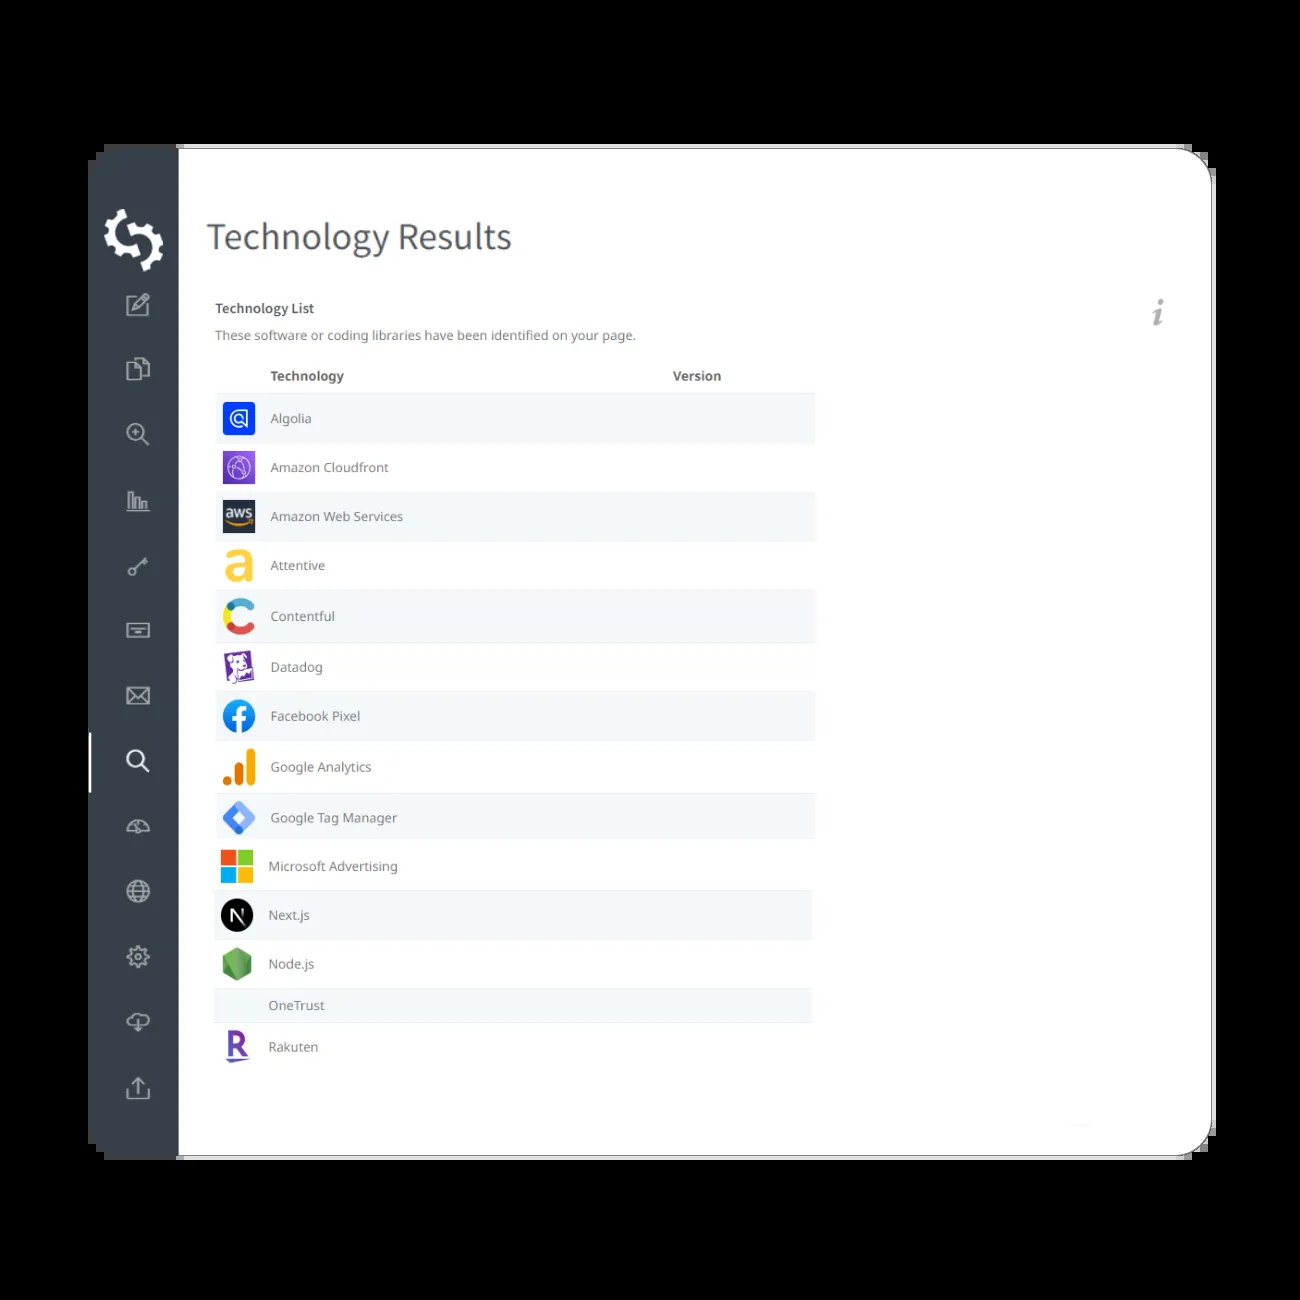 Technology Results
Technology List
These software or coding libraries have been identified on your page.
Technology Version
Algolia
Amazon Cloudfront
aws Amazon Web Services
a Attentive
Contentful
Datadog
Facebook Pixel
Google Analytics
Google Tag Manager
Microsoft Advertising
N Next.js
Node.js
OneTrust
R Rakuten